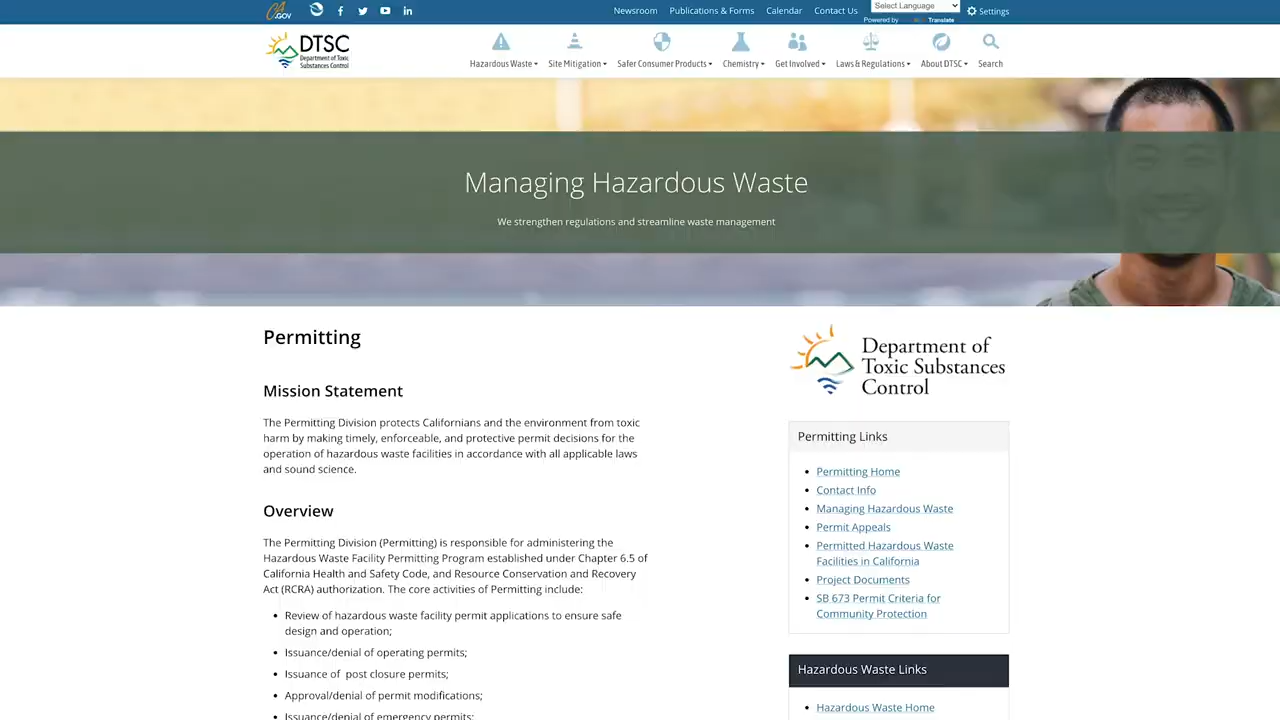 CA.GOV
Newsroom Publications & Forms Calendar Contact Us Select Language Settings
Powered by Translate
DTSC
Department of Toxic
Substances Control
Hazardous Waste Site Mitigation Safer Consumer Products Chemistry Get Involved Laws & Regulations About DTSC Search
Managing Hazardous Waste
We strengthen regulations and streamline waste management
Permitting
Mission Statement
The Permitting Division protects Californians and the environment from toxic
harm by making timely, enforceable, and protective permit decisions for the
operation of hazardous waste facilities in accordance with all applicable laws
and sound science.
Overview
The Permitting Division (Permitting) is responsible for administering the
Hazardous Waste Facility Permitting Program established under Chapter 6.5 of
California Health and Safety Code, and Resource Conservation and Recovery
Act (RCRA) authorization. The core activities of Permitting include:
Review of hazardous waste facility permit applications to ensure safe
design and operation;
Issuance/denial of operating permits;
Issuance of post closure permits;
Approval/denial of permit modifications;
Issuance/denial of emergency permits;
Department of
Toxic Substances
Control
Permitting Links
Permitting Home
Contact Info
Managing Hazardous Waste
Permit Appeals
Permitted Hazardous Waste
Facilities in California
Project Documents
SB 673 Permit Criteria for
Community Protection
Hazardous Waste Links
Hazardous Waste Home